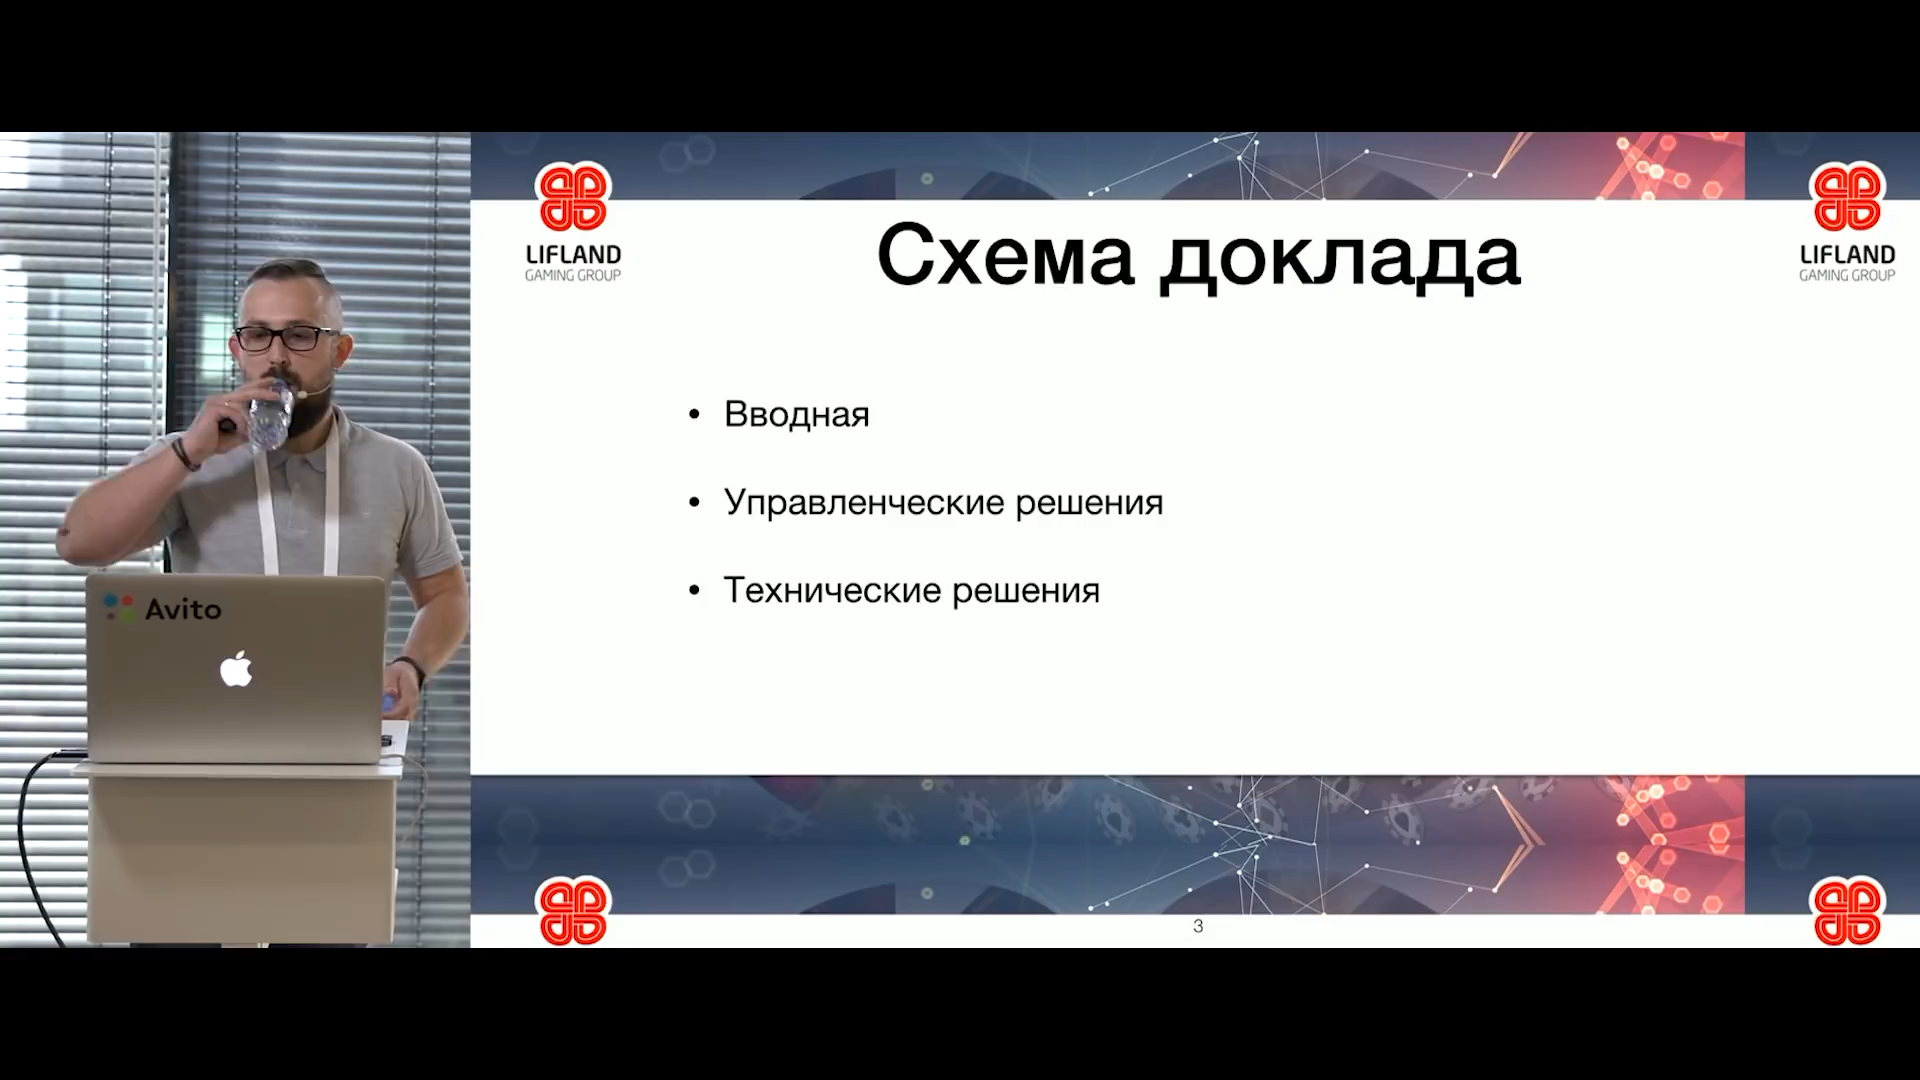 LIFLAND
GAMING GROUP
LIFLAND
GAMING GROUP
Схема доклада
• Вводная
• Управленческие решения
• Технические решения
Avito
3